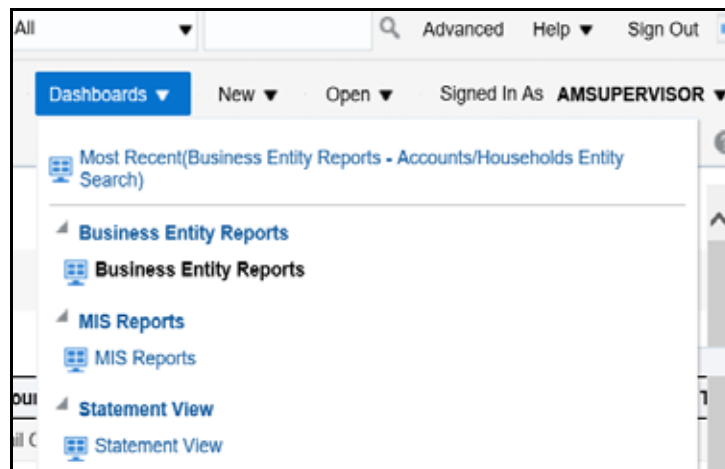 All Advanced Help Sign Out
Dashboards New Open Signed In As AMSUPERVISOR
Most Recent(Business Entity Reports - Accounts/Households Entity
Search)
Business Entity Reports
Business Entity Reports
MIS Reports
MIS Reports
Statement View
Statement View